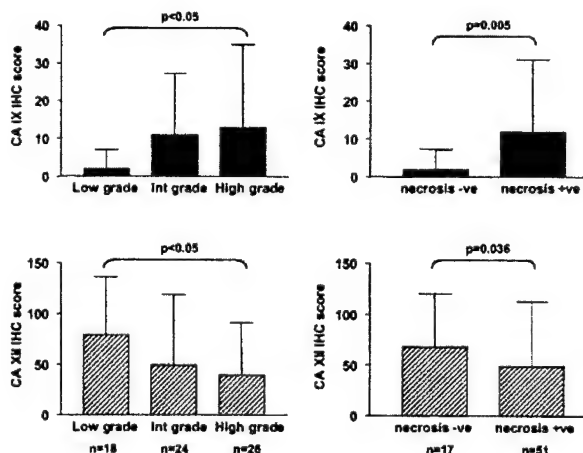 p<0.05
CA IX IHC score
40
30
20
10
0
Low grade Int grade High grade
p=0.005
CA IX IHC score
40
30
20
10
0
necrosis -ve necrosis +ve
p<0.05
CA XII IHC score
150
100
50
0
Low grade Int grade High grade
n=18 n=24 n=26
p=0.036
CA XII IHC score
150
100
50
0
necrosis -ve necrosis +ve
n=17 n=51